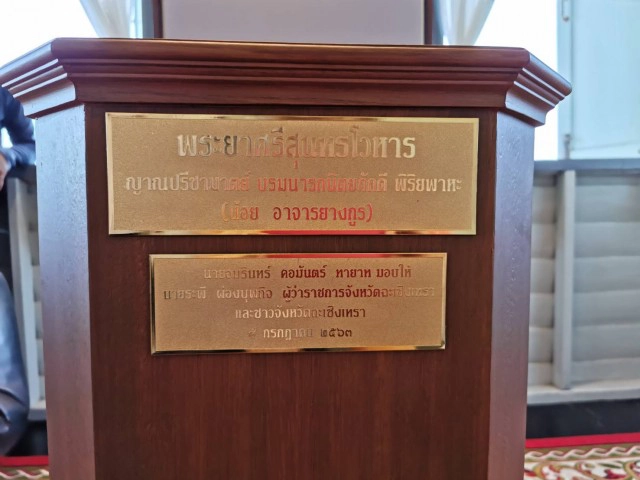 พระยาศรีสุนทรโวหาร
ญาณปรีชามาตย์ บรมนารถนิตยภักดี พิริยพาหะ
(น้อย อาจารยางกูร)
นายจมรินทร์ คอมันตร์ ทายาท มอบให้
นายระพี ผ่องบุพกิจ ผู้ว่าราชการจังหวัดฉะเชิงเทรา
และชาวจังหวัดฉะเชิงเทรา
กรกฎาคม ๒๕๖๓